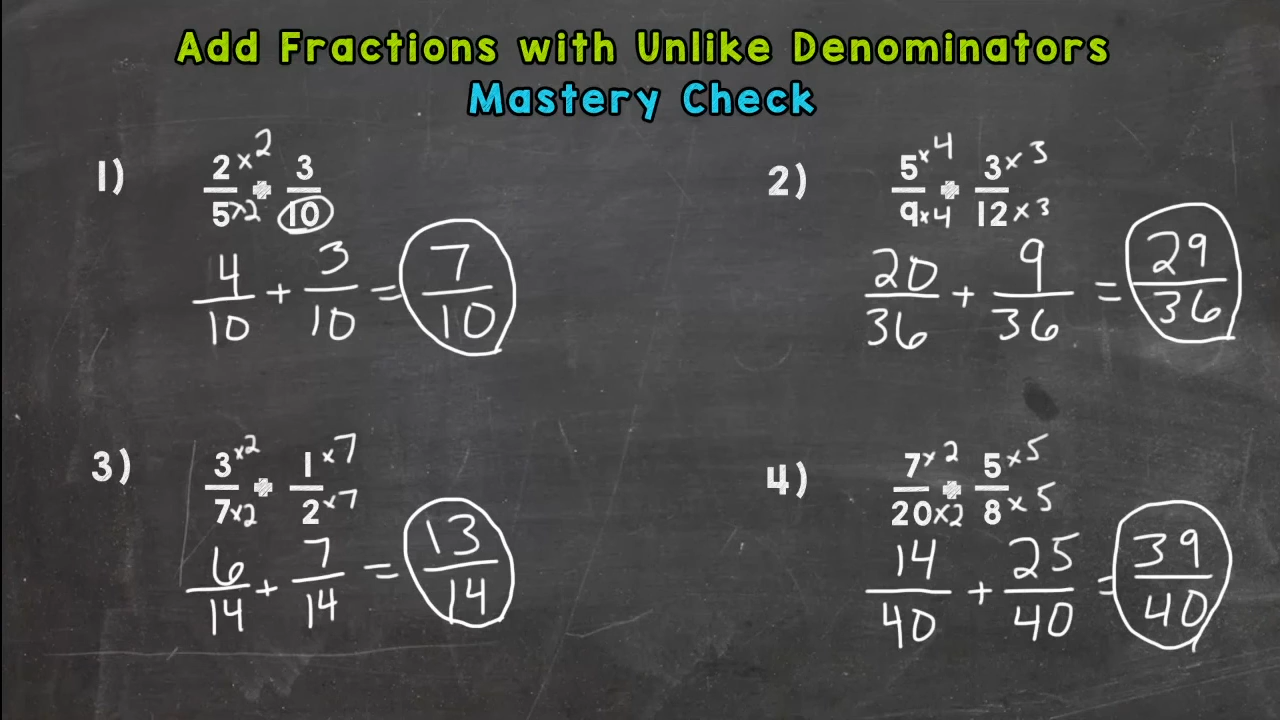 Add Fractions with Unlike Denominators
Mastery Check
1) 2/5 + 3/10
×2
×2
4/10 + 3/10 = 7/10
2) 5/9 + 3/12
×4 ×3
×4 ×3
20/36 + 9/36 = 29/36
3) 3/7 + 1/2
×2 ×7
×2 ×7
6/14 + 7/14 = 13/14
4) 7/20 + 5/8
×2 ×5
×2 ×5
14/40 + 25/40 = 39/40